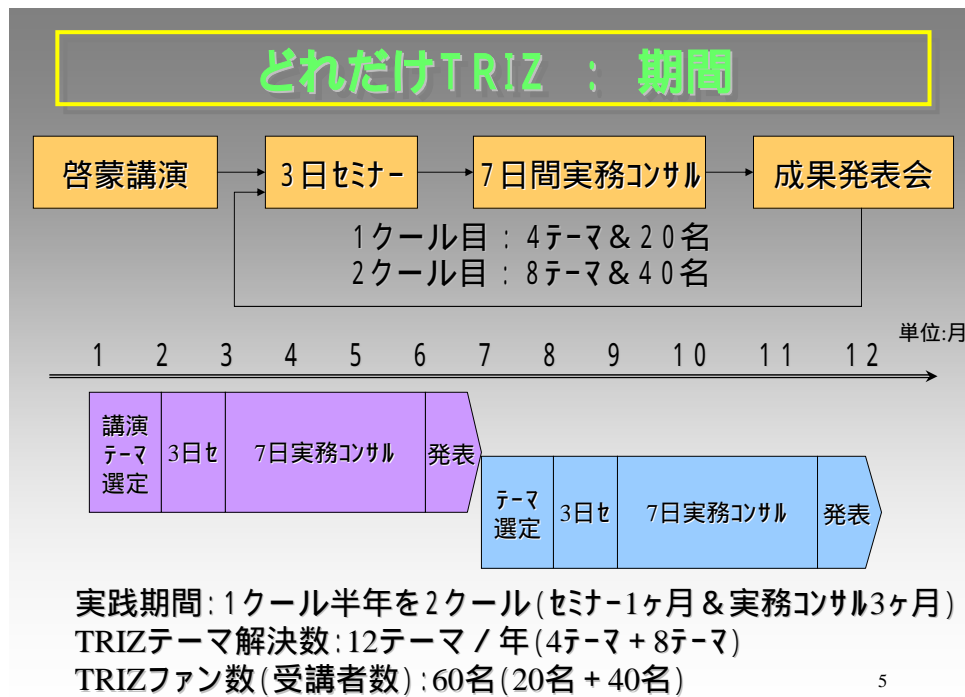 どれだけTRIZ : 期間
啓蒙講演
3日ｾﾐﾅｰ
7日間実務ｺﾝｻﾙ
成果発表会
1クール目:4ﾃｰﾏ&20名
2クール目:8ﾃｰﾏ&40名
単位:月
1 2 3 4 5 6 7 8 9 10 11 12
講演
ﾃｰﾏ
選定
3日ｾ
7日実務ｺﾝｻﾙ
発表
ﾃｰﾏ
選定
3日ｾ
7日実務ｺﾝｻﾙ
発表
実践期間:1クール半年を2クール(ｾﾐﾅｰ1ヶ月&実務ｺﾝｻﾙ3ヶ月)
TRIZテーマ解決数:12テーマ/年(4ﾃｰﾏ+8ﾃｰﾏ)
TRIZファン数(受講者数):60名(20名+40名)
5